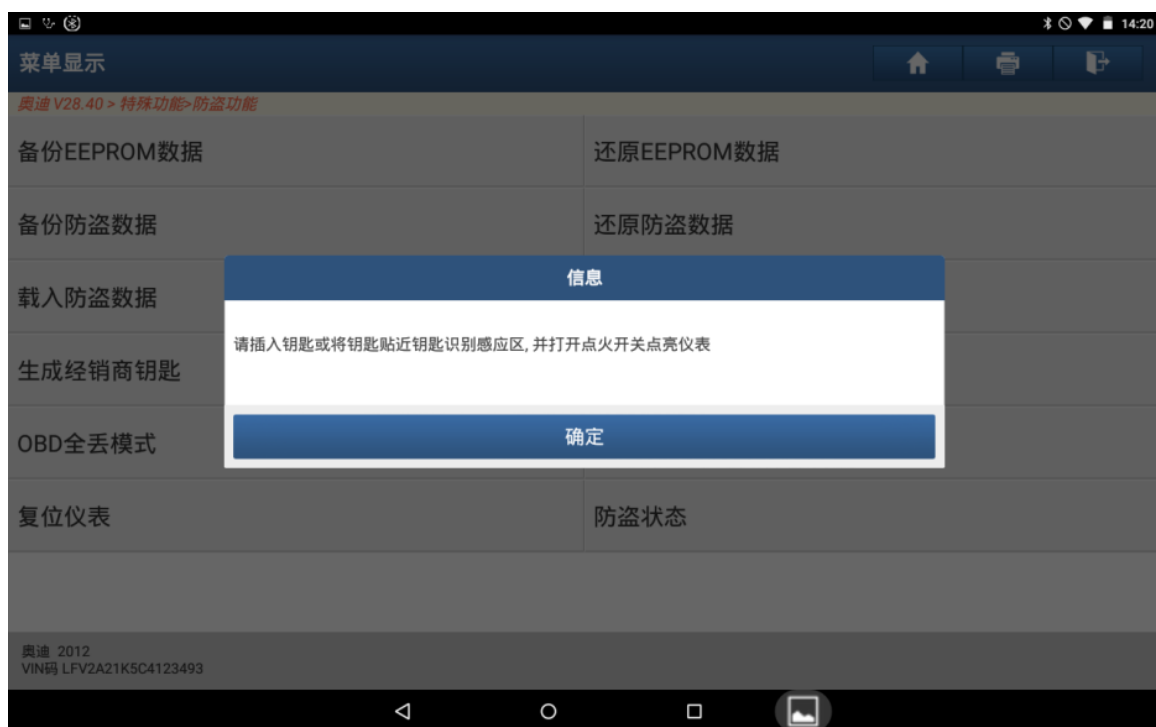 14:20
菜单显示
奥迪 V28.40 > 特殊功能>防盗功能
备份EEPROM数据
还原EEPROM数据
备份防盗数据
还原防盗数据
载入防盗数据
信息
请插入钥匙或将钥匙贴近钥匙识别感应区, 并打开点火开关点亮仪表
生成经销商钥匙
确定
OBD全丢模式
复位仪表
防盗状态
奥迪 2012
VIN码 LFV2A21K5C4123493